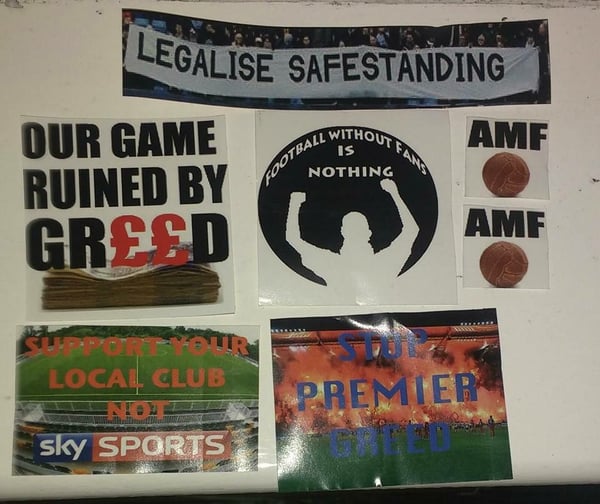 LEGALISE SAFESTANDING
OUR GAME
RUINED BY
GR££D
FOOTBALL WITHOUT FANS
IS
NOTHING
AMF
AMF
SUPPORT YOUR
LOCAL CLUB
NOT
sky SPORTS
STOP
PREMIER
GREED